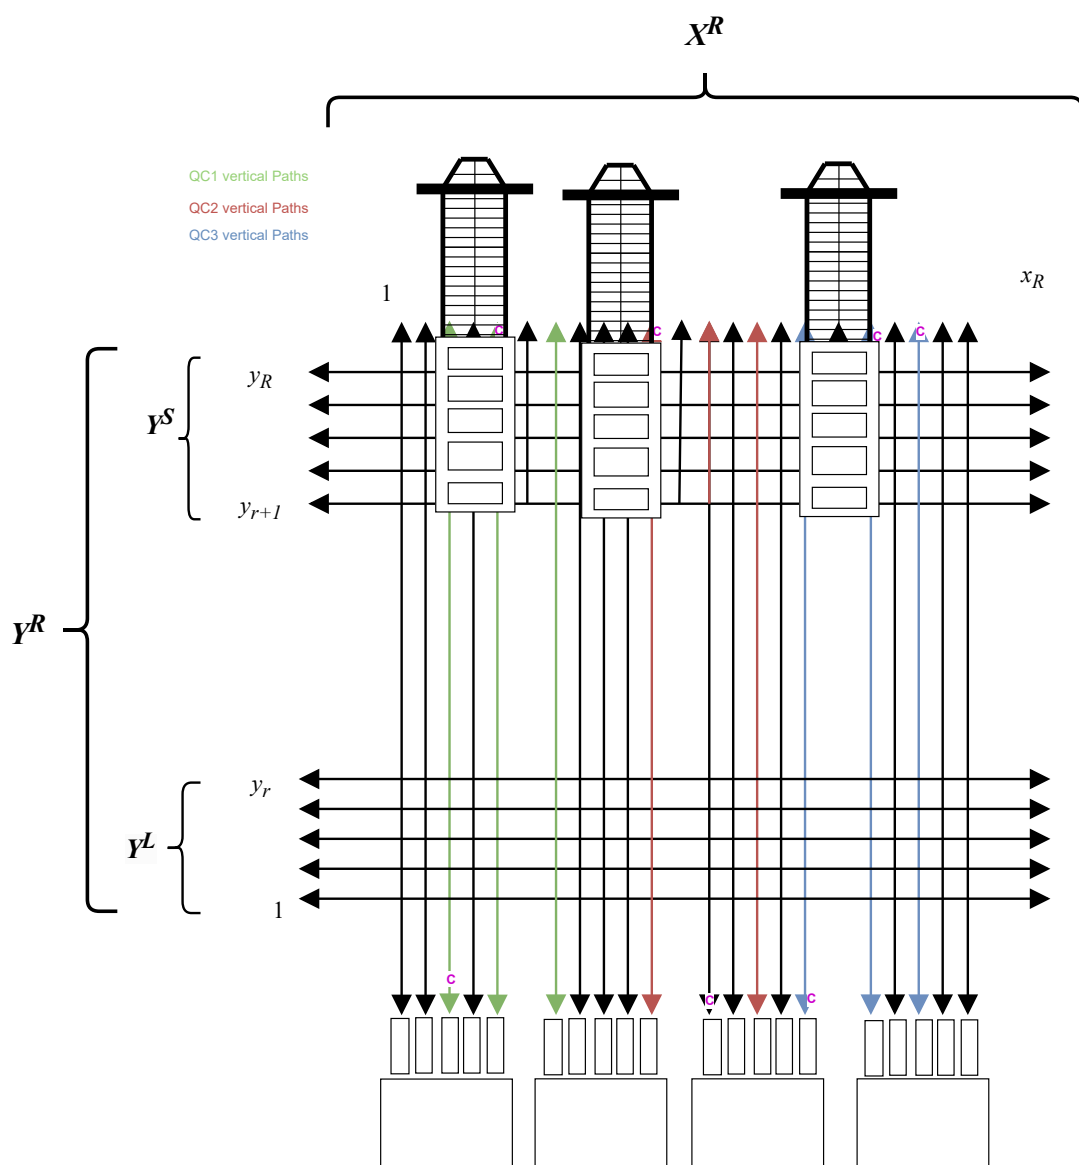 X^R
QC1 vertical Paths
QC2 vertical Paths
QC3 vertical Paths
1
x_R
C
C
C
C
y_R
Y^S
y_{r+1}
Y^R
y_r
Y^L
1
C
C
C